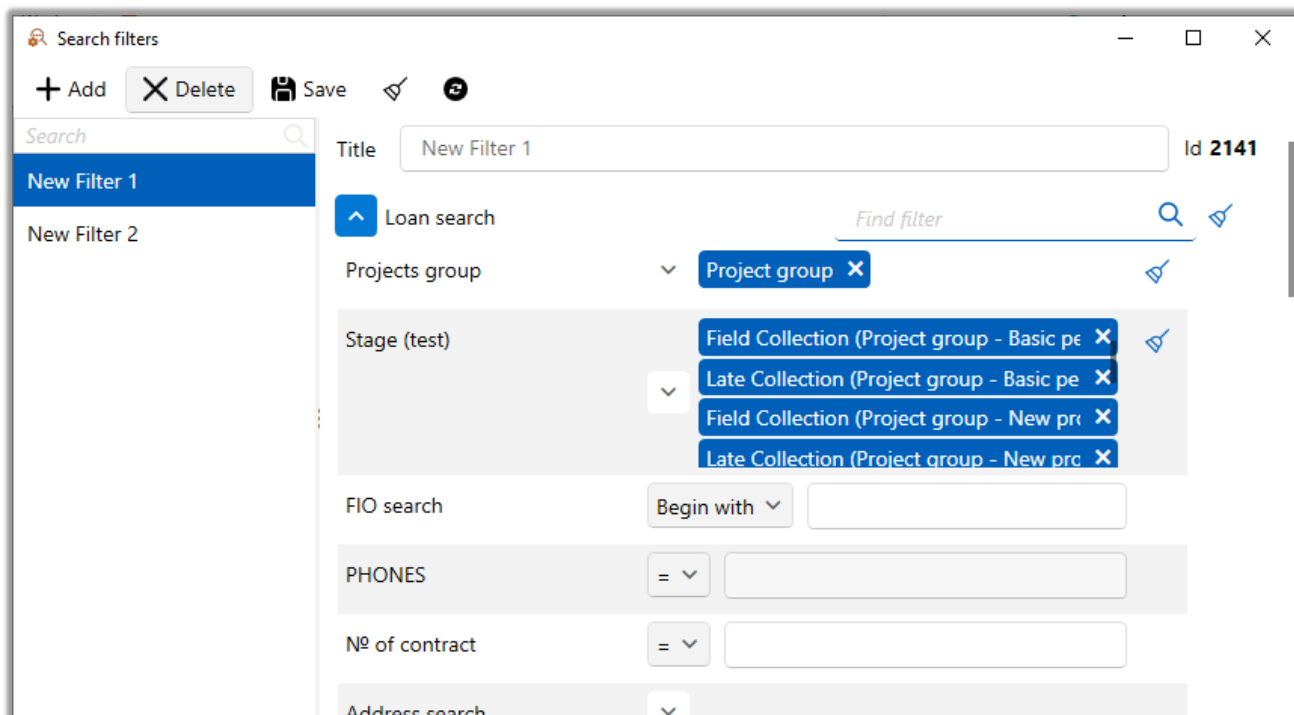 Search filters
Add Delete Save
Search
New Filter 1
New Filter 2
Title New Filter 1 Id 2141
Loan search Find filter
Projects group Project group
Stage (test) Field Collection (Project group - Basic pe
Late Collection (Project group - Basic pe
Field Collection (Project group - New pro
Late Collection (Project group - New pro
FIO search Begin with
PHONES =
Nº of contract =
Address search